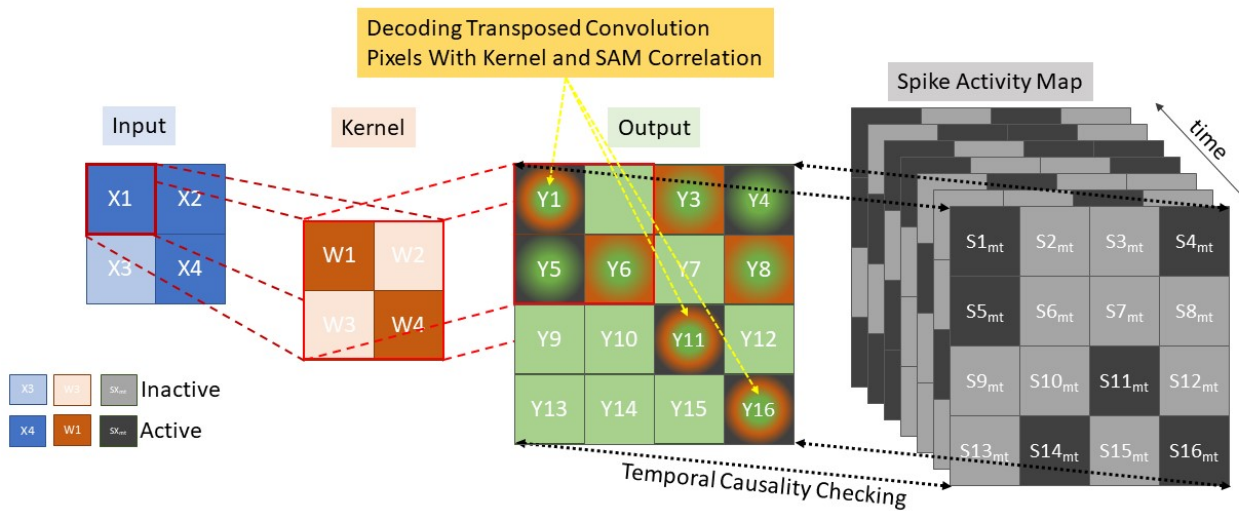 Decoding Transposed Convolution
Pixels With Kernel and SAM Correlation
Spike Activity Map
Input
Kernel
Output
time
X1 X2
X3 X4
W1 W2
W3 W4
Y1 Y3 Y4
Y5 Y6 Y7 Y8
Y9 Y10 Y11 Y12
Y13 Y14 Y15 Y16
S1mt S2mt S3mt S4mt
S5mt S6mt S7mt S8mt
S9mt S10mt S11mt S12mt
S13mt S14mt S15mt S16mt
X3 W3 SXmt Inactive
X4 W1 SXmt Active
Temporal Causality Checking